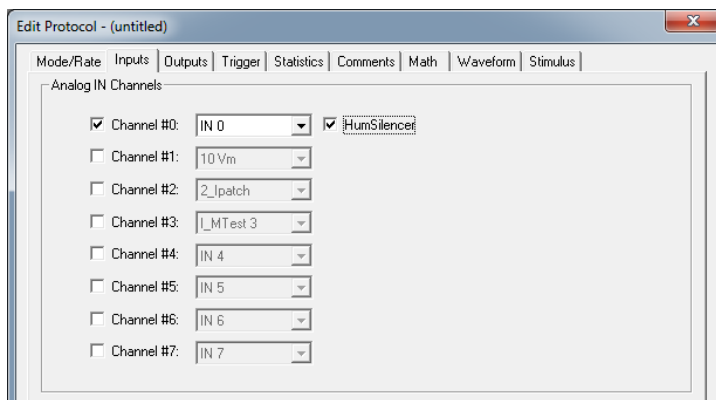 Edit Protocol - (untitled)
Mode/Rate Inputs Outputs Trigger Statistics Comments Math Waveform Stimulus
Analog IN Channels
Channel #0: IN 0 HumSilencer
Channel #1: 10 Vm
Channel #2: 2_Ipatch
Channel #3: I_MTest 3
Channel #4: IN 4
Channel #5: IN 5
Channel #6: IN 6
Channel #7: IN 7